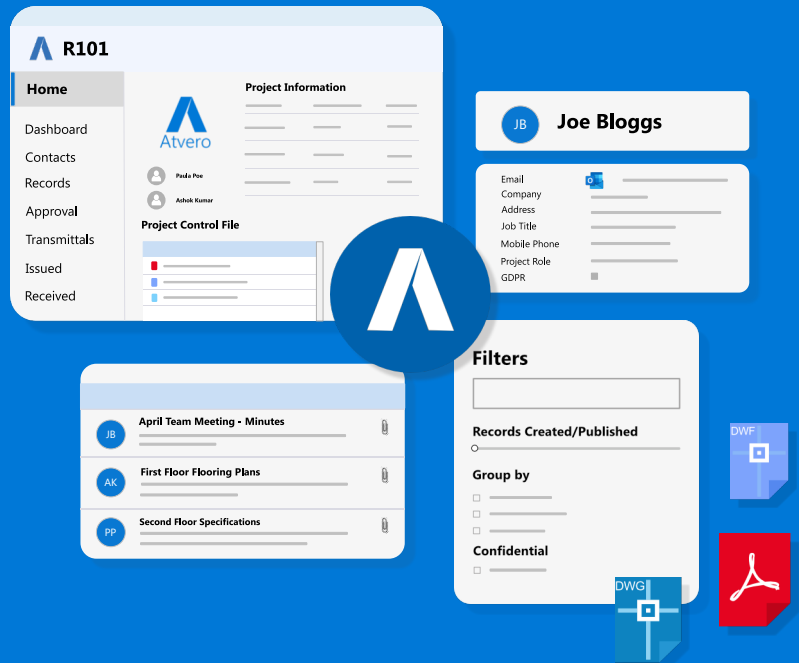 R101
Home
Dashboard
Contacts
Records
Approval
Transmittals
Issued
Received
Atvero
Paula Poe
Ashok Kumar
Project Information
Project Control File
JB
Joe Bloggs
Email
Company
Address
Job Title
Mobile Phone
Project Role
GDPR
JB
April Team Meeting - Minutes
AK
First Floor Flooring Plans
PP
Second Floor Specifications
Filters
Records Created/Published
Group by
Confidential
DWF
DWG